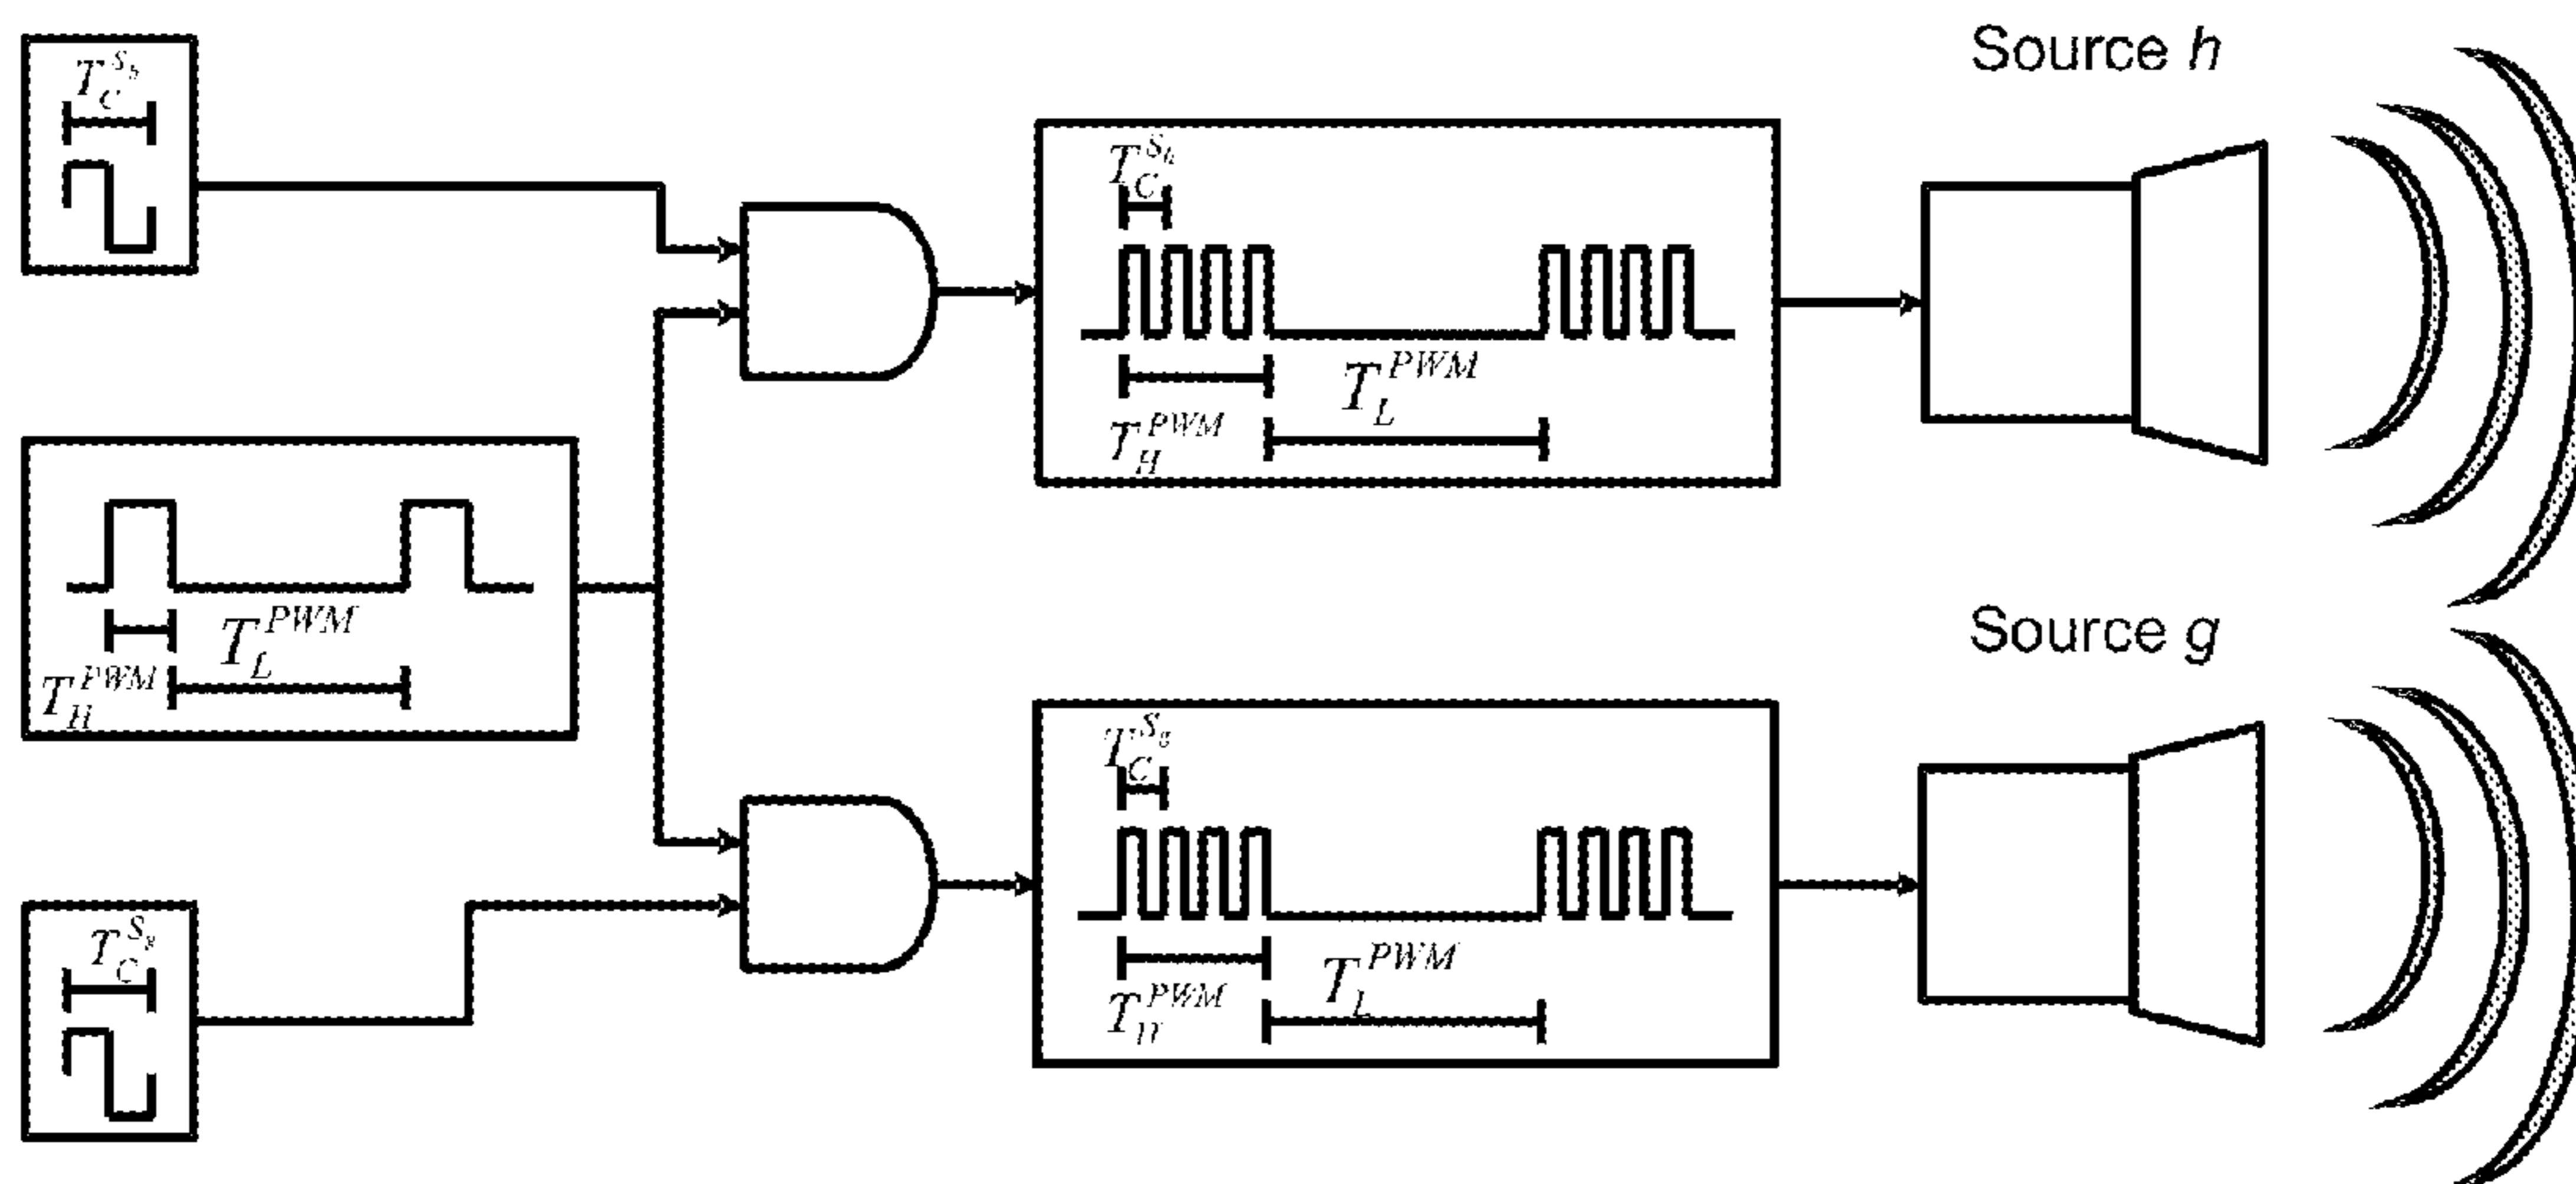 Source h
T_C^{S_h}
T_C^{S_h}
T_L^{PWM}
T_H^{PWM}
T_L^{PWM}
T_H^{PWM}
Source g
T_C^{S_g}
T_C^{S_g}
T_L^{PWM}
T_H^{PWM}